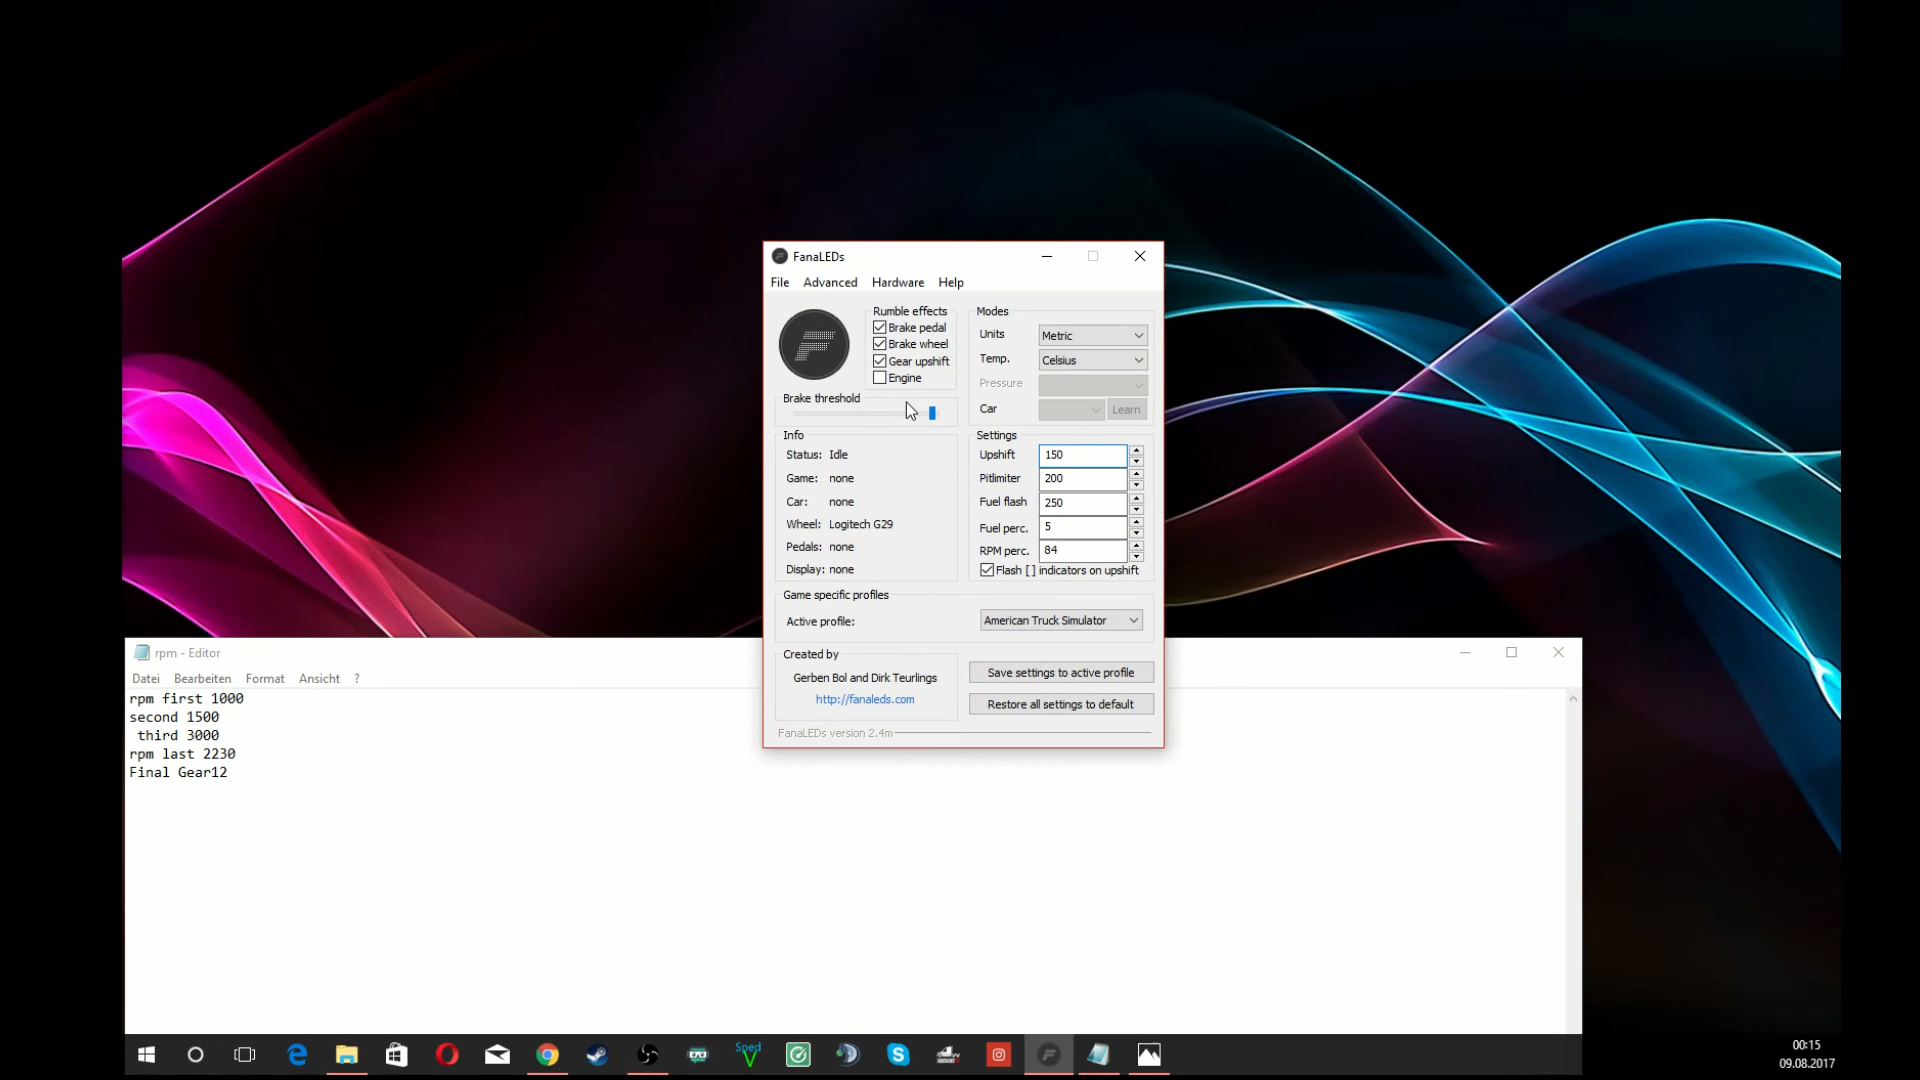 FanaLEDs
File Advanced Hardware Help
Rumble effects
Brake pedal
Brake wheel
Gear upshift
Engine
Brake threshold
Modes
Units Metric
Temp. Celsius
Pressure
Car Learn
Info
Status: Idle
Game: none
Car: none
Wheel: Logitech G29
Pedals: none
Display: none
Settings
Upshift 150
Pitlimiter 200
Fuel flash 250
Fuel perc. 5
RPM perc. 84
Flash [ ] indicators on upshift
Game specific profiles
Active profile: American Truck Simulator
Created by
Gerben Bol and Dirk Teurlings
http://fanaleds.com
Save settings to active profile
Restore all settings to default
FanaLEDs version 2.4m
rpm - Editor
Datei Bearbeiten Format Ansicht ?
rpm first 1000
second 1500
third 3000
rpm last 2230
Final Gear12
Sped
V
00:15
09.08.2017